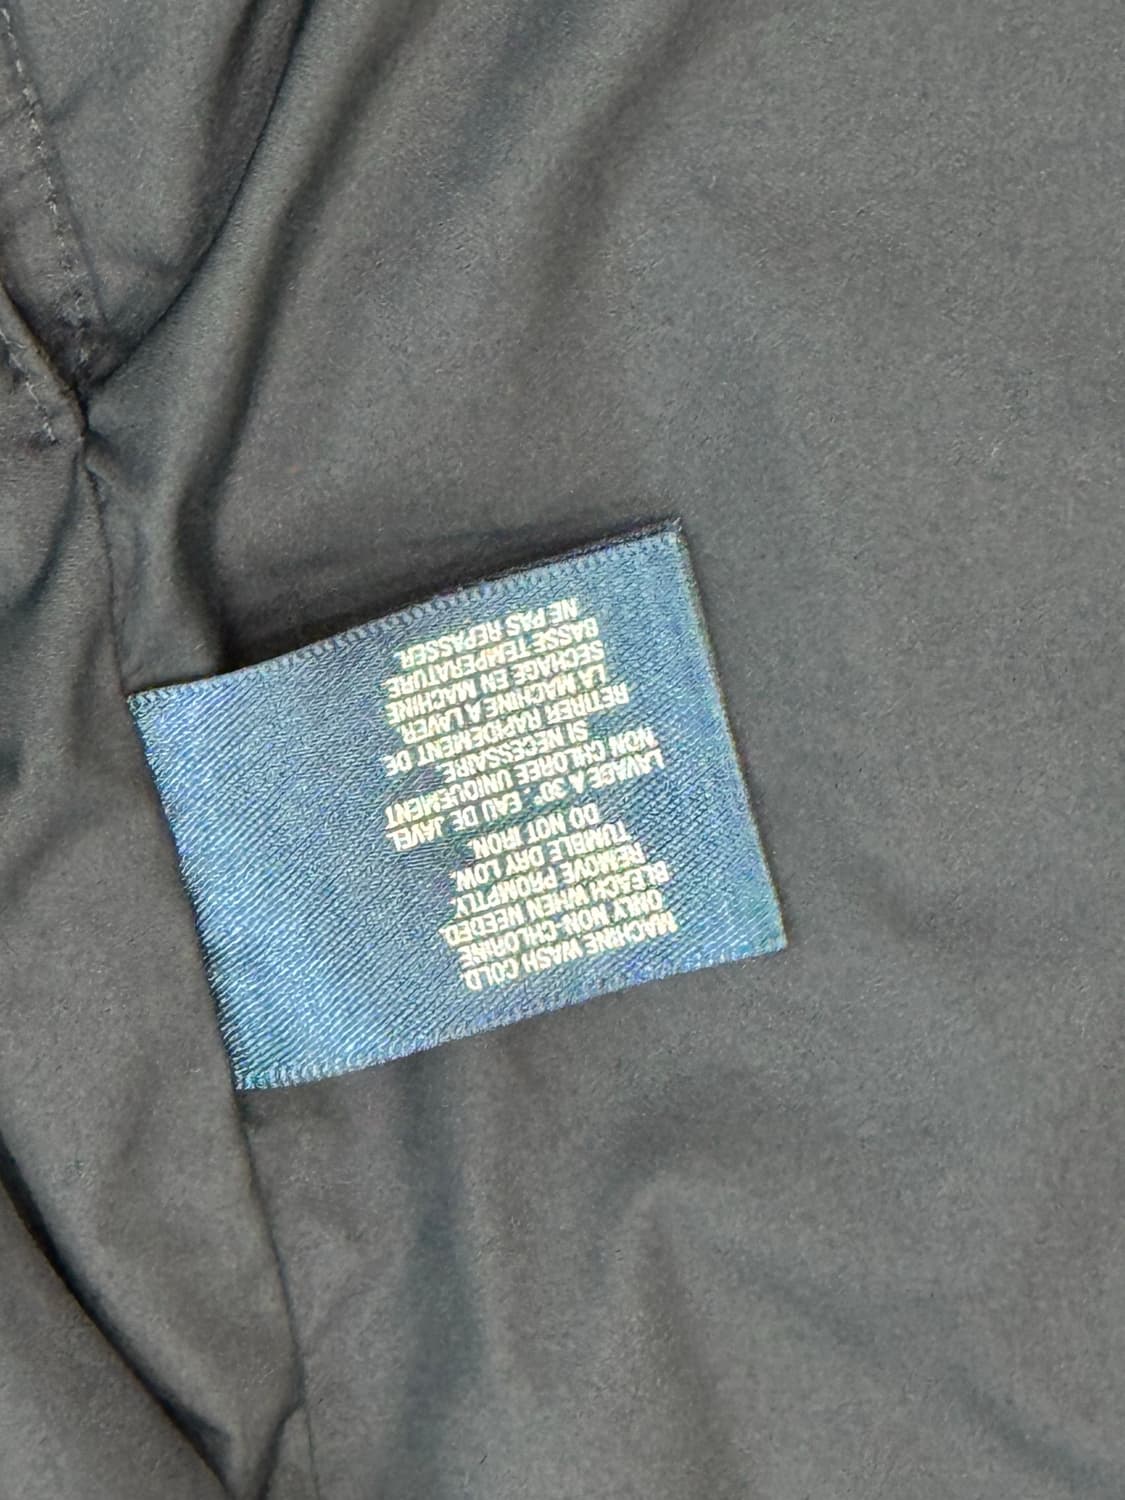 MACHINE WASH COLD
ONLY NON-CHLORINE
BLEACH WHEN NEEDED.
REMOVE PROMPTLY
TUMBLE DRY LOW.
DO NOT IRON.
LAVAGE A 30°. EAU DE JAVEL
NON CHLORÉE UNIQUEMENT
SI NECESSAIRE.
RETIRER RAPIDEMENT DE
LA MACHINE A LAVER
SECHAGE EN MACHINE
BASSE TEMPERATURE
NE PAS REPASSER.